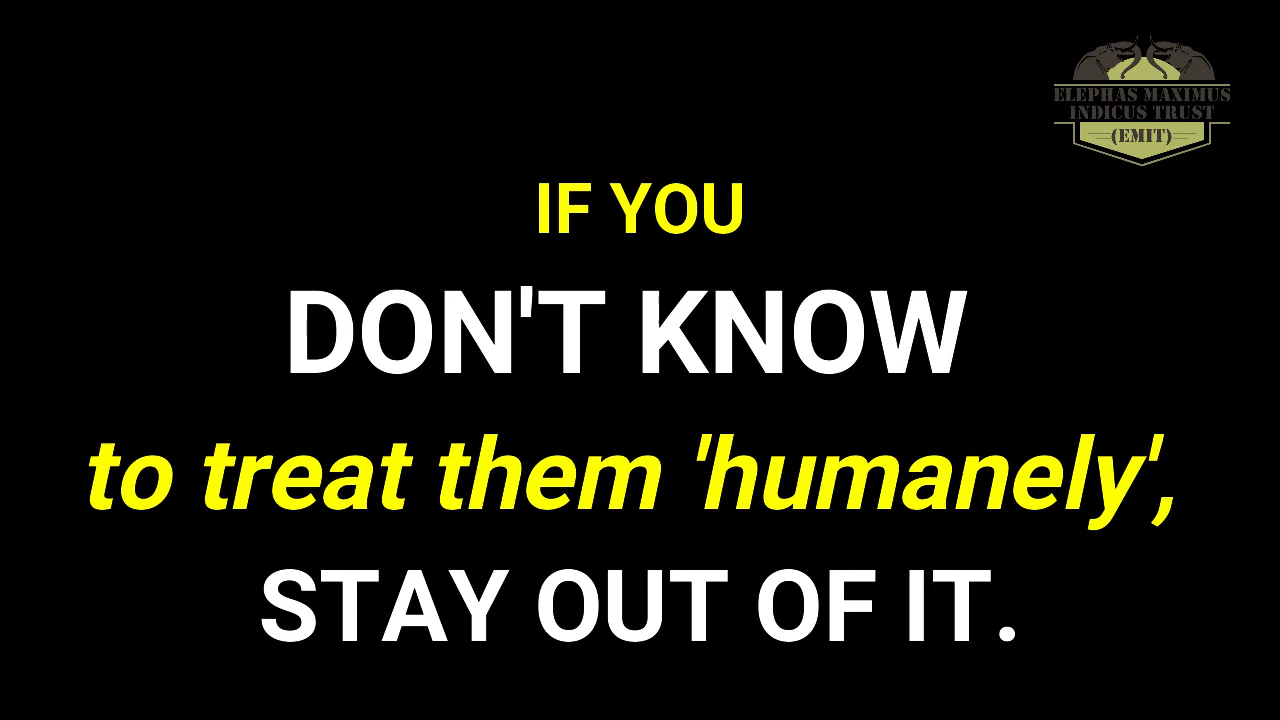 ELEPHAS MAXIMUS
INDICUS TRUST
(EMIT)
IF YOU
DON'T KNOW
to treat them 'humanely',
STAY OUT OF IT.